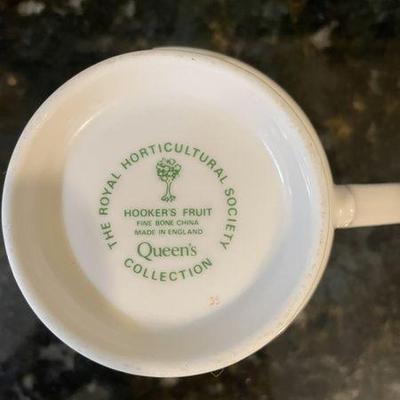 THE ROYAL HORTICULTURAL SOCIETY
HOOKER'S FRUIT
FINE BONE CHINA
MADE IN ENGLAND
Queen's
COLLECTION